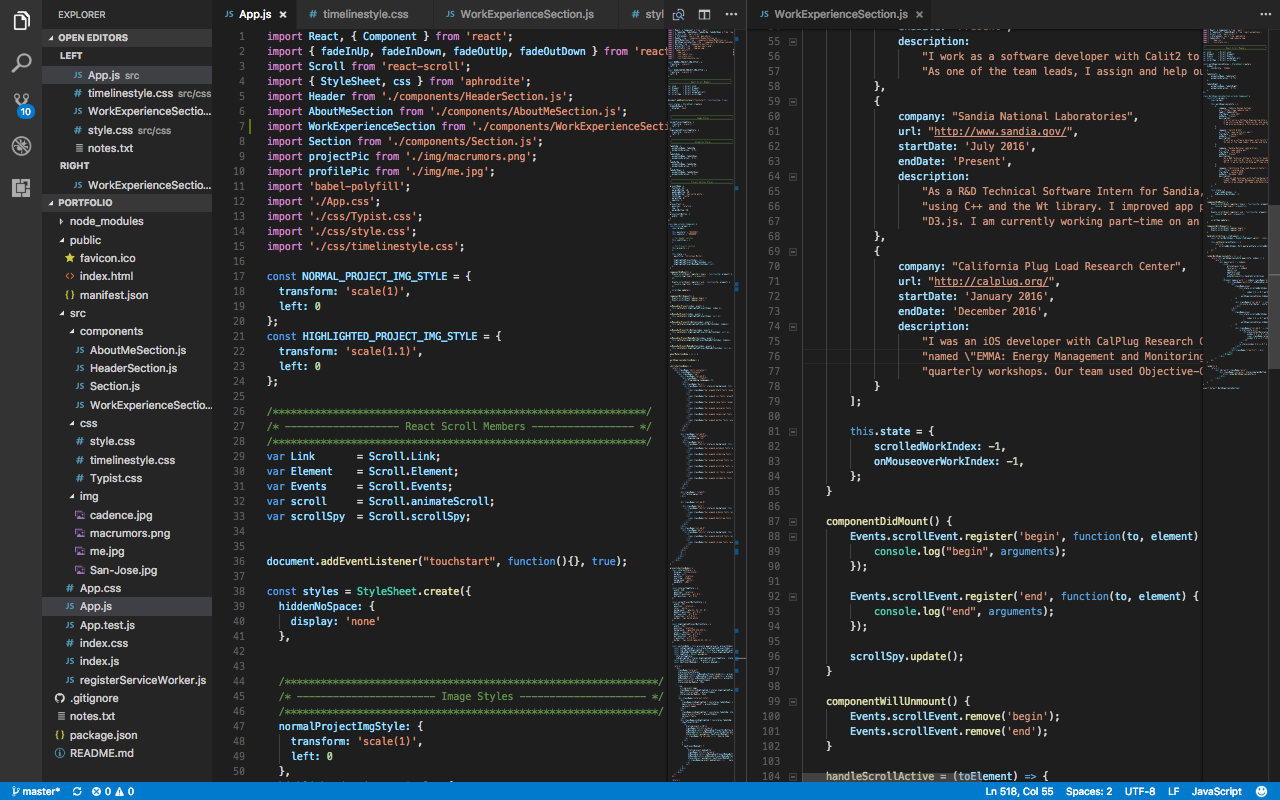 EXPLORER
OPEN EDITORS
LEFT
JS App.js src
# timelinestyle.css src/css
JS WorkExperienceSectio...
# style.css src/css
notes.txt
RIGHT
JS WorkExperienceSectio...
PORTFOLIO
node_modules
public
favicon.ico
<> index.html
{ } manifest.json
src
components
JS AboutMeSection.js
JS HeaderSection.js
JS Section.js
JS WorkExperienceSectio...
css
# style.css
# timelinestyle.css
# Typist.css
img
cadence.jpg
macrumors.png
me.jpg
San-Jose.jpg
# App.css
JS App.js
JS App.test.js
# index.css
JS index.js
JS registerServiceWorker.js
.gitignore
notes.txt
{ } package.json
README.md
10
JS App.js × # timelinestyle.css JS WorkExperienceSection.js # styl
1 import React, { Component } from 'react';
2 import { fadeInUp, fadeInDown, fadeOutUp, fadeOutDown } from 'react
3 import Scroll from 'react-scroll';
4 import { StyleSheet, css } from 'aphrodite';
5 import Header from './components/HeaderSection.js';
6 import AboutMeSection from './components/AboutMeSection.js';
7 import WorkExperienceSection from './components/WorkExperienceSecti
8 import Section from './components/Section.js';
9 import projectPic from './img/macrumors.png';
10 import profilePic from './img/me.jpg';
11 import 'babel-polyfill';
12 import './App.css';
13 import './css/Typist.css';
14 import './css/style.css';
15 import './css/timelinestyle.css';
16
17 const NORMAL_PROJECT_IMG_STYLE = {
18 transform: 'scale(1)',
19 left: 0
20 };
21 const HIGHLIGHTED_PROJECT_IMG_STYLE = {
22 transform: 'scale(1.1)',
23 left: 0
24 };
25
26 /**************************************************************/
27 /* ------------------- React Scroll Members ----------------- */
28 /**************************************************************/
29 var Link = Scroll.Link;
30 var Element = Scroll.Element;
31 var Events = Scroll.Events;
32 var scroll = Scroll.animateScroll;
33 var scrollSpy = Scroll.scrollSpy;
34
35
36 document.addEventListener("touchstart", function(){}, true);
37
38 const styles = StyleSheet.create({
39 hiddenNoSpace: {
40 display: 'none'
41 },
42
43
44 /**************************************************************/
45 /* ----------------------- Image Styles --------------------- */
46 /**************************************************************/
47 normalProjectImgStyle: {
48 transform: 'scale(1)',
49 left: 0
50 },
JS WorkExperienceSection.js ×
55 description:
56 "I work as a software developer with Calit2 to
57 "As one of the team leads, I assign and help ou
58 },
59 {
60 company: "Sandia National Laboratories",
61 url: "http://www.sandia.gov/",
62 startDate: 'July 2016',
63 endDate: 'Present',
64 description:
65 "As a R&D Technical Software Intern for Sandia,
66 "using C++ and the Wt library. I improved app p
67 "D3.js. I am currently working part-time on an
68 },
69 {
70 company: "California Plug Load Research Center",
71 url: "http://calplug.org/",
72 startDate: 'January 2016',
73 endDate: 'December 2016',
74 description:
75 "I was an iOS developer with CalPlug Research C
76 "named \"EMMA: Energy Management and Monitoring
77 "quarterly workshops. Our team used Objective-C
78 }
79 ];
80
81 this.state = {
82 scrolledWorkIndex: -1,
83 onMouseoverWorkIndex: -1,
84 };
85 }
86
87 componentDidMount() {
88 Events.scrollEvent.register('begin', function(to, element)
89 console.log("begin", arguments);
90 });
91
92 Events.scrollEvent.register('end', function(to, element) {
93 console.log("end", arguments);
94 });
95
96 scrollSpy.update();
97 }
98
99 componentWillUnmount() {
100 Events.scrollEvent.remove('begin');
101 Events.scrollEvent.remove('end');
102 }
103
104 handleScrollActive = (toElement) => {
master* 0 0 Ln 518, Col 55 Spaces: 2 UTF-8 LF JavaScript